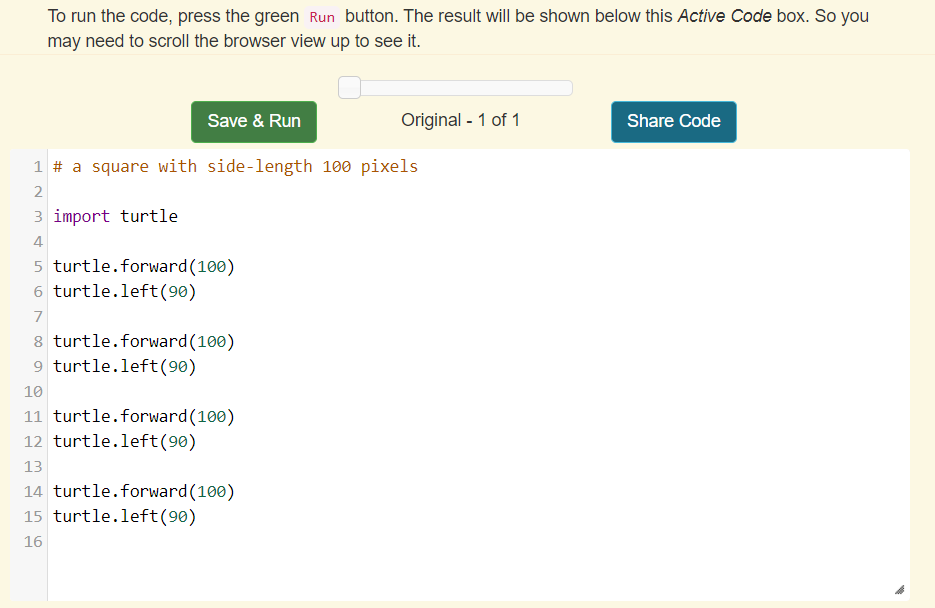 To run the code, press the green Run button. The result will be shown below this Active Code box. So you
may need to scroll the browser view up to see it.
Save & Run
Original - 1 of 1
Share Code
1 # a square with side-length 100 pixels
2
3 import turtle
4
5 turtle.forward(100)
6 turtle.left(90)
7
8 turtle.forward(100)
9 turtle.left(90)
10
11 turtle.forward(100)
12 turtle.left(90)
13
14 turtle.forward(100)
15 turtle.left(90)
16